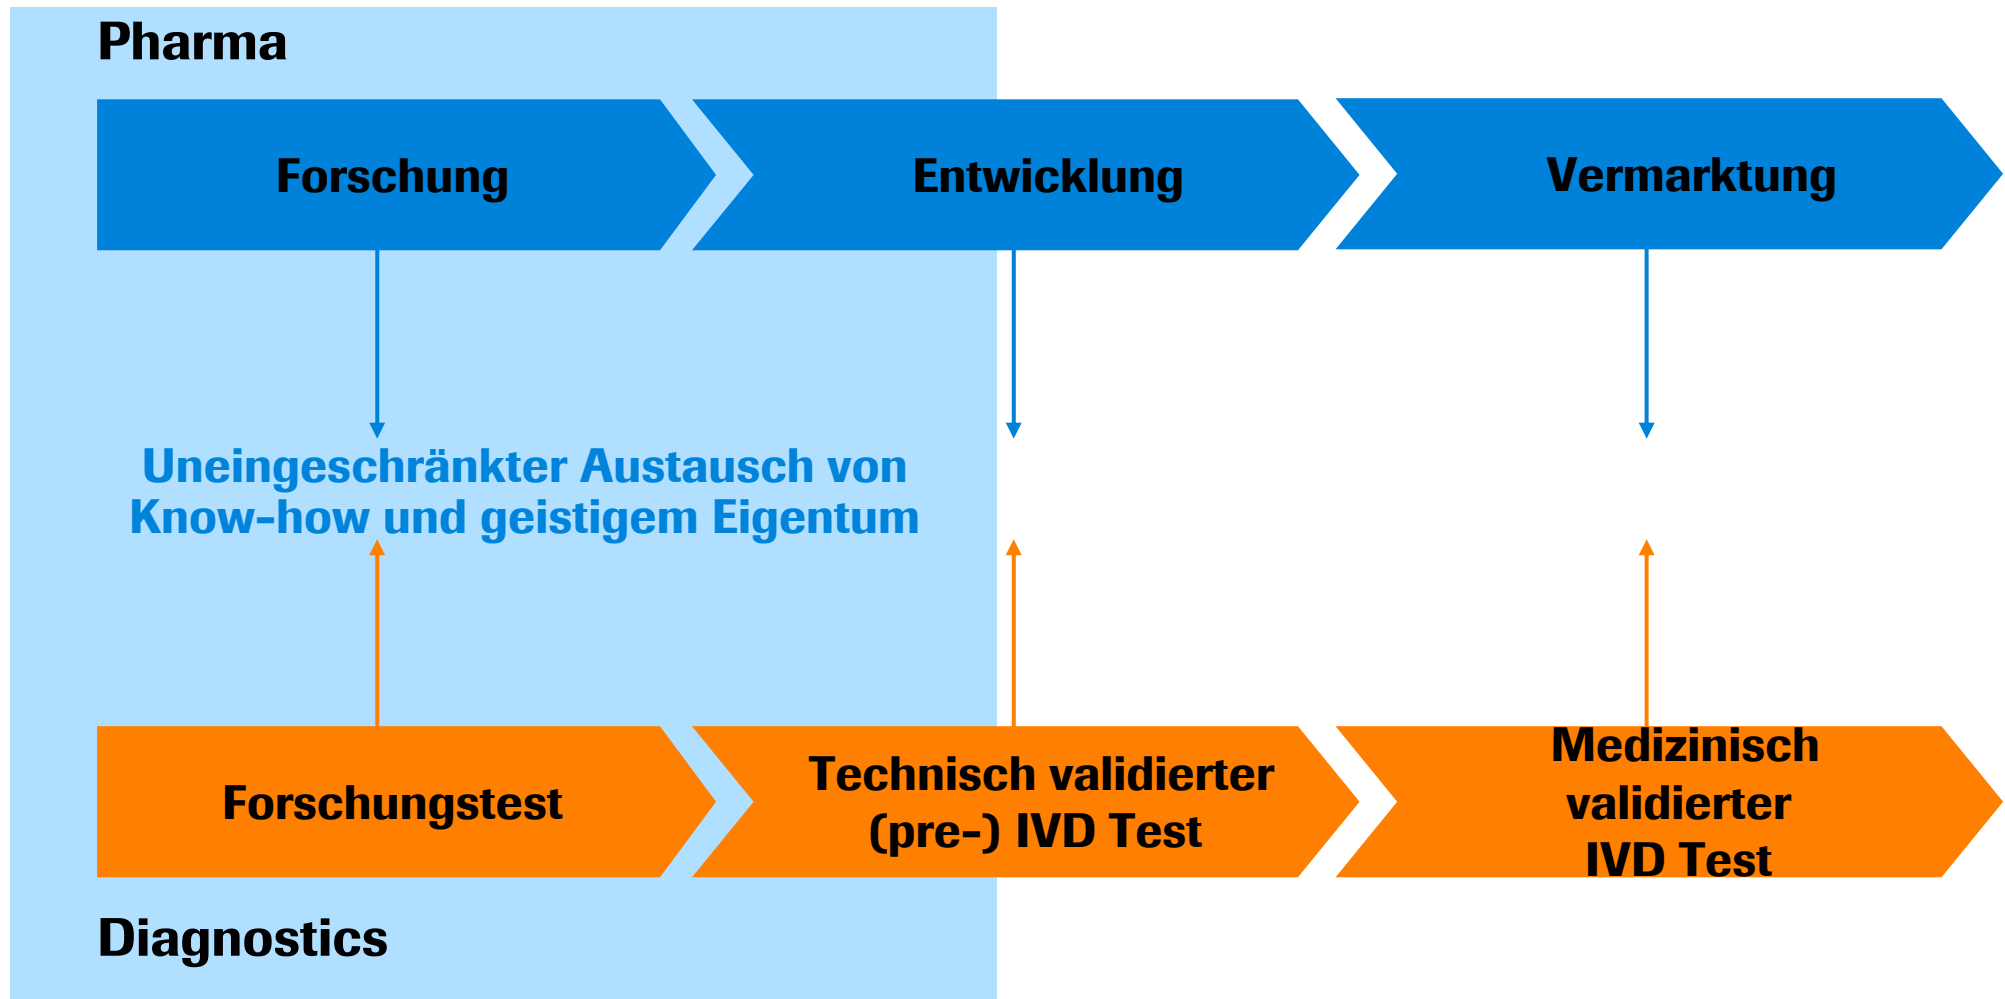 Pharma
Forschung
Entwicklung
Vermarktung
Uneingeschränkter Austausch von
Know-how und geistigem Eigentum
Forschungstest
Technisch validierter
(pre-) IVD Test
Medizinisch
validierter
IVD Test
Diagnostics